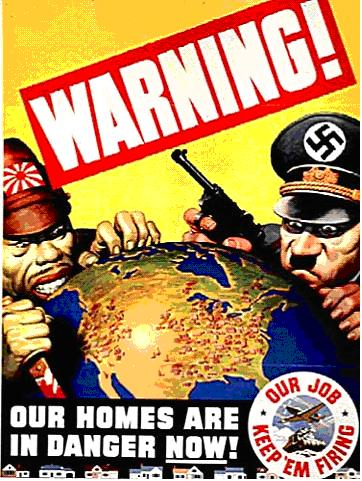 WARNING!
OUR HOMES ARE
IN DANGER NOW!
OUR JOB
KEEP 'EM FIRING